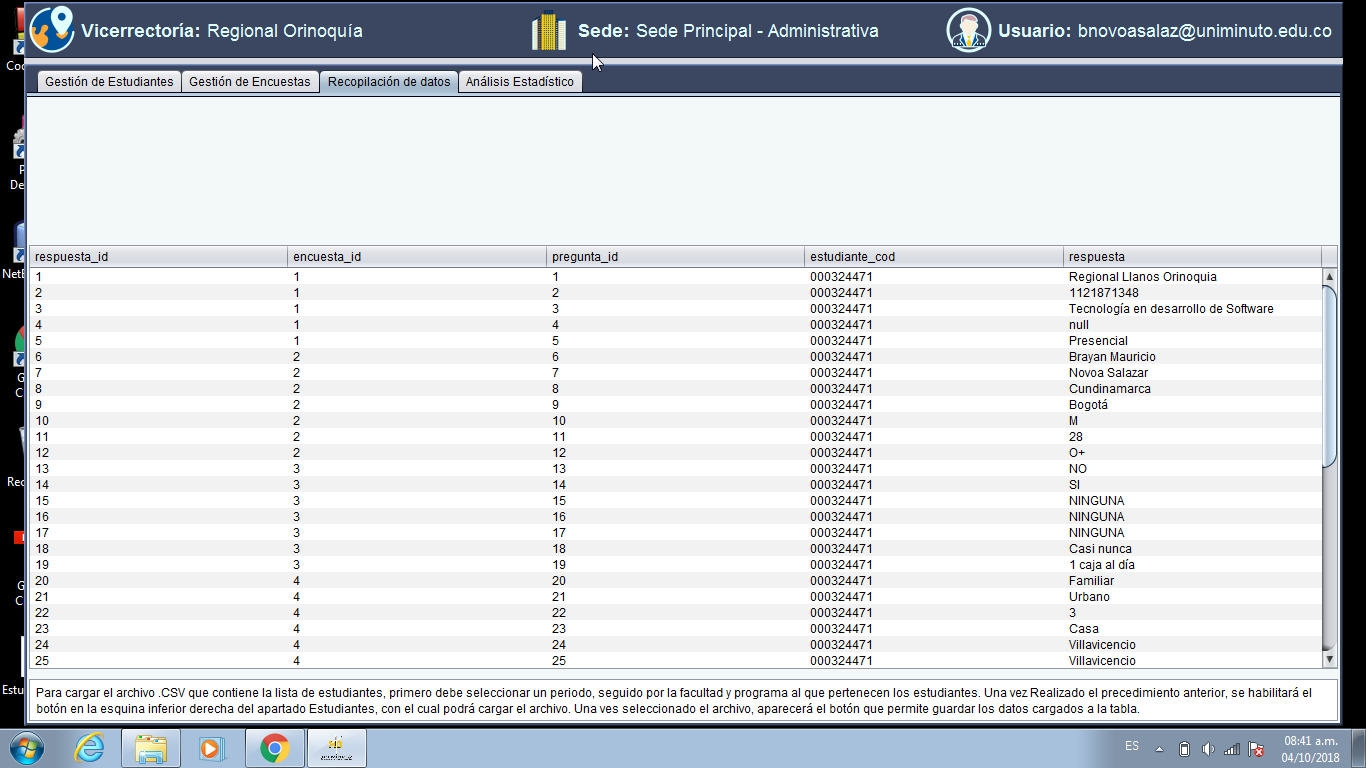 Vicerrectoría: Regional Orinoquía Sede: Sede Principal - Administrativa Usuario: bnovoasalaz@uniminuto.edu.co
Gestión de Estudiantes Gestión de Encuestas Recopilación de datos Análisis Estadístico
respuesta_id encuesta_id pregunta_id estudiante_cod respuesta
1 1 1 000324471 Regional Llanos Orinoquia
2 1 2 000324471 1121871348
3 1 3 000324471 Tecnología en desarrollo de Software
4 1 4 000324471 null
5 1 5 000324471 Presencial
6 2 6 000324471 Brayan Mauricio
7 2 7 000324471 Novoa Salazar
8 2 8 000324471 Cundinamarca
9 2 9 000324471 Bogotá
10 2 10 000324471 M
11 2 11 000324471 28
12 2 12 000324471 O+
13 3 13 000324471 NO
14 3 14 000324471 SI
15 3 15 000324471 NINGUNA
16 3 16 000324471 NINGUNA
17 3 17 000324471 NINGUNA
18 3 18 000324471 Casi nunca
19 3 19 000324471 1 caja al día
20 4 20 000324471 Familiar
21 4 21 000324471 Urbano
22 4 22 000324471 3
23 4 23 000324471 Casa
24 4 24 000324471 Villavicencio
25 4 25 000324471 Villavicencio
Para cargar el archivo .CSV que contiene la lista de estudiantes, primero debe seleccionar un periodo, seguido por la facultad y programa al que pertenecen los estudiantes. Una vez Realizado el precedimiento anterior, se habilitará el
botón en la esquina inferior derecha del apartado Estudiantes, con el cual podrá cargar el archivo. Una ves seleccionado el archivo, aparecerá el botón que permite guardar los datos cargados a la tabla.
ES
08:41 a.m.
04/10/2018